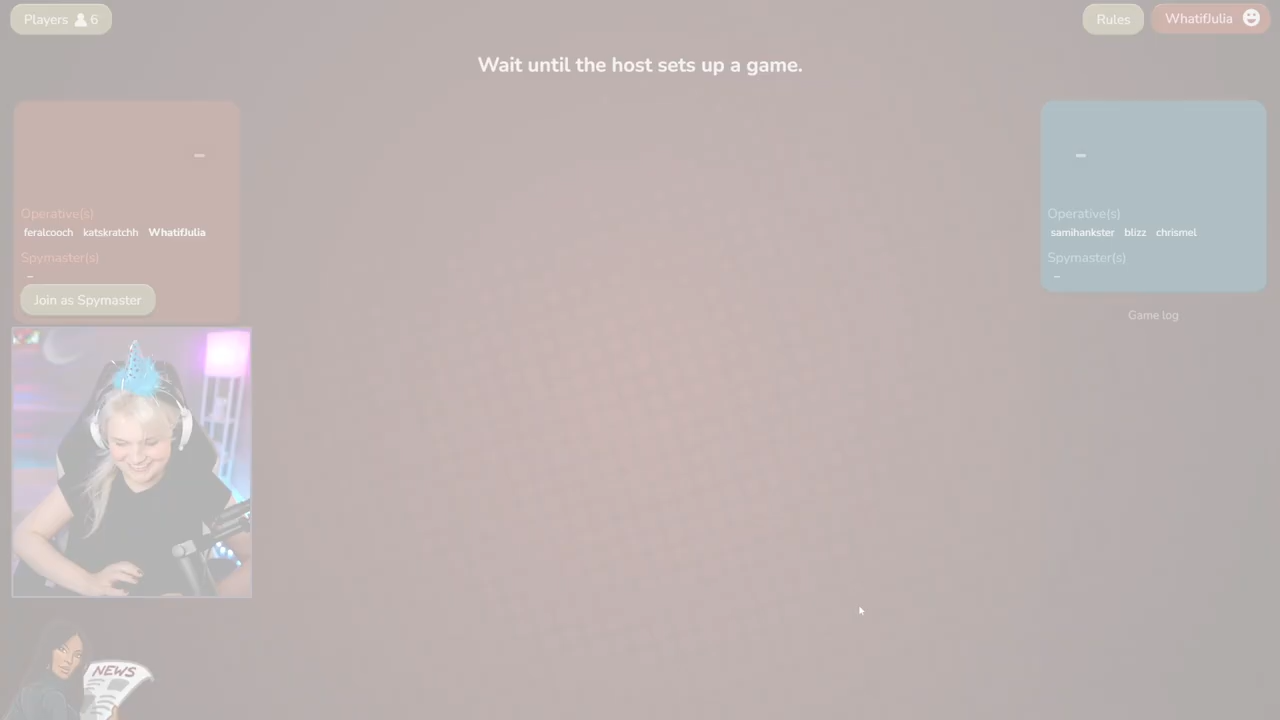 Players 6
Rules
WhatifJulia
Wait until the host sets up a game.
–
Operative(s)
feralcooch katskratchh WhatifJulia
Spymaster(s)
–
Join as Spymaster
–
Operative(s)
samihankster blizz chrismel
Spymaster(s)
–
Game log
NEWS